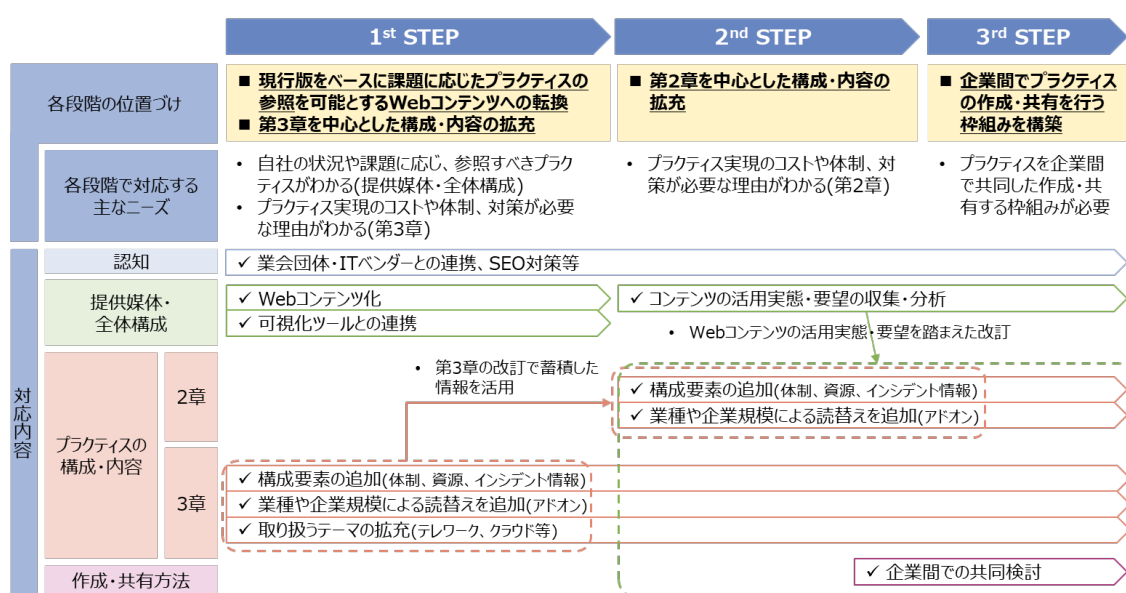 1st STEP
2nd STEP
3rd STEP
各段階の位置づけ
■ 現行版をベースに課題に応じたプラクティスの
参照を可能とするWebコンテンツへの転換
■ 第3章を中心とした構成・内容の拡充
■ 第2章を中心とした構成・内容の
拡充
■ 企業間でプラクティス
の作成・共有を行う
枠組みを構築
各段階で対応する
主なニーズ
• 自社の状況や課題に応じ、参照すべきプラク
ティスがわかる(提供媒体・全体構成)
• プラクティス実現のコストや体制、対策が必要
な理由がわかる(第3章)
• プラクティス実現のコストや体制、対
策が必要な理由がわかる(第2章)
• プラクティスを企業間
で共同した作成・共
有する枠組みが必要
対応内容
認知
✓ 業会団体・ITベンダーとの連携、SEO対策等
提供媒体・
全体構成
✓ Webコンテンツ化
✓ 可視化ツールとの連携
✓ コンテンツの活用実態・要望の収集・分析
• Webコンテンツの活用実態・要望を踏まえた改訂
プラクティスの
構成・内容
2章
• 第3章の改訂で蓄積した
情報を活用
✓ 構成要素の追加(体制、資源、インシデント情報)
✓ 業種や企業規模による読替えを追加(アドオン)
3章
✓ 構成要素の追加(体制、資源、インシデント情報)
✓ 業種や企業規模による読替えを追加(アドオン)
✓ 取り扱うテーマの拡充(テレワーク、クラウド等)
作成・共有方法
✓ 企業間での共同検討